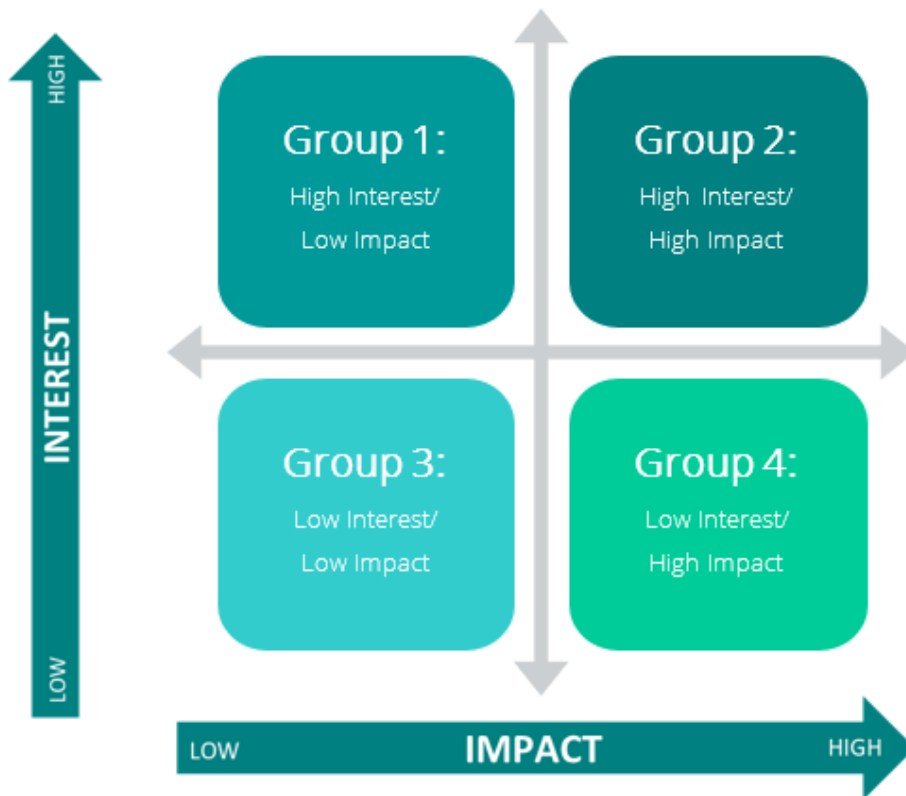 HIGH
INTEREST
LOW
Group 1:
High Interest/
Low Impact
Group 2:
High Interest/
High Impact
Group 3:
Low Interest/
Low Impact
Group 4:
Low Interest/
High Impact
LOW IMPACT HIGH